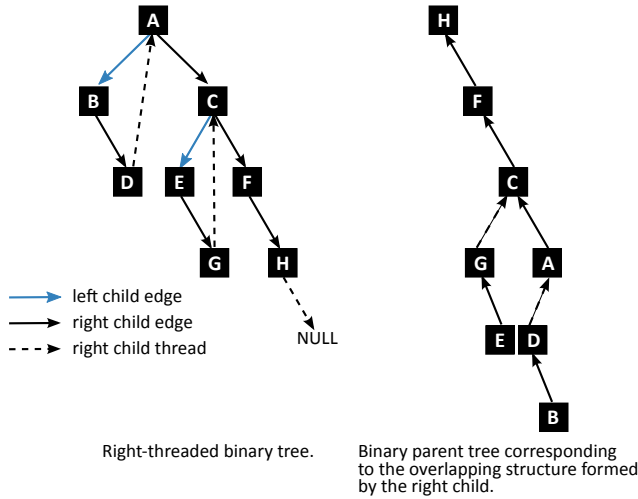 A
H
B
C
F
D
E
F
C
G
H
G
A
left child edge
right child edge
right child thread
NULL
E
D
B
Right-threaded binary tree.
Binary parent tree corresponding
to the overlapping structure formed
by the right child.